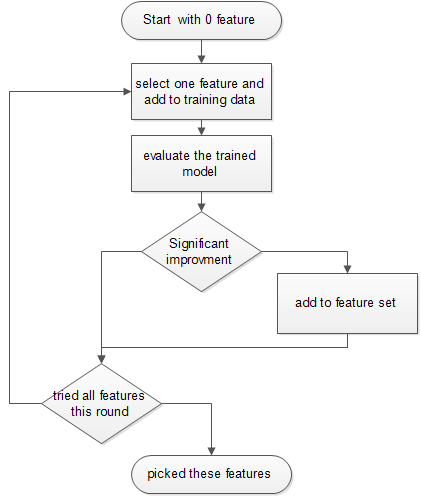 Start with 0 feature
select one feature and
add to training data
evaluate the trained
model
Significant
improvment
add to feature set
tried all features
this round
picked these features